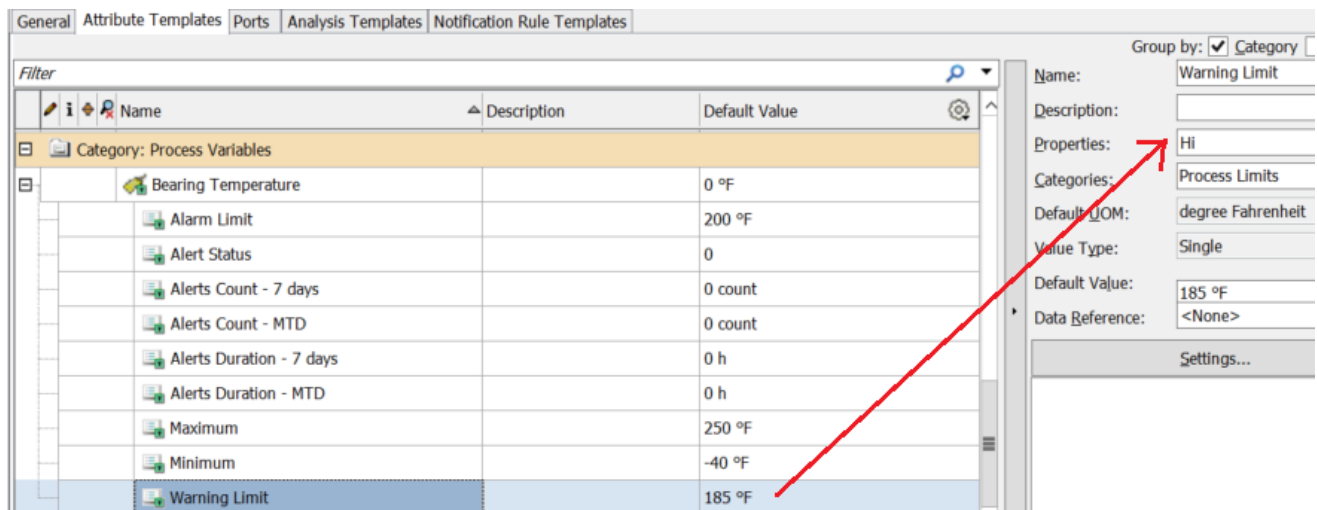 General Attribute Templates Ports Analysis Templates Notification Rule Templates
Group by: Category
Filter
Name Description Default Value
Category: Process Variables
Bearing Temperature 0 °F
Alarm Limit 200 °F
Alert Status 0
Alerts Count - 7 days 0 count
Alerts Count - MTD 0 count
Alerts Duration - 7 days 0 h
Alerts Duration - MTD 0 h
Maximum 250 °F
Minimum -40 °F
Warning Limit 185 °F
Name: Warning Limit
Description:
Properties: Hi
Categories: Process Limits
Default UOM: degree Fahrenheit
Value Type: Single
Default Value: 185 °F
Data Reference: <None>
Settings...